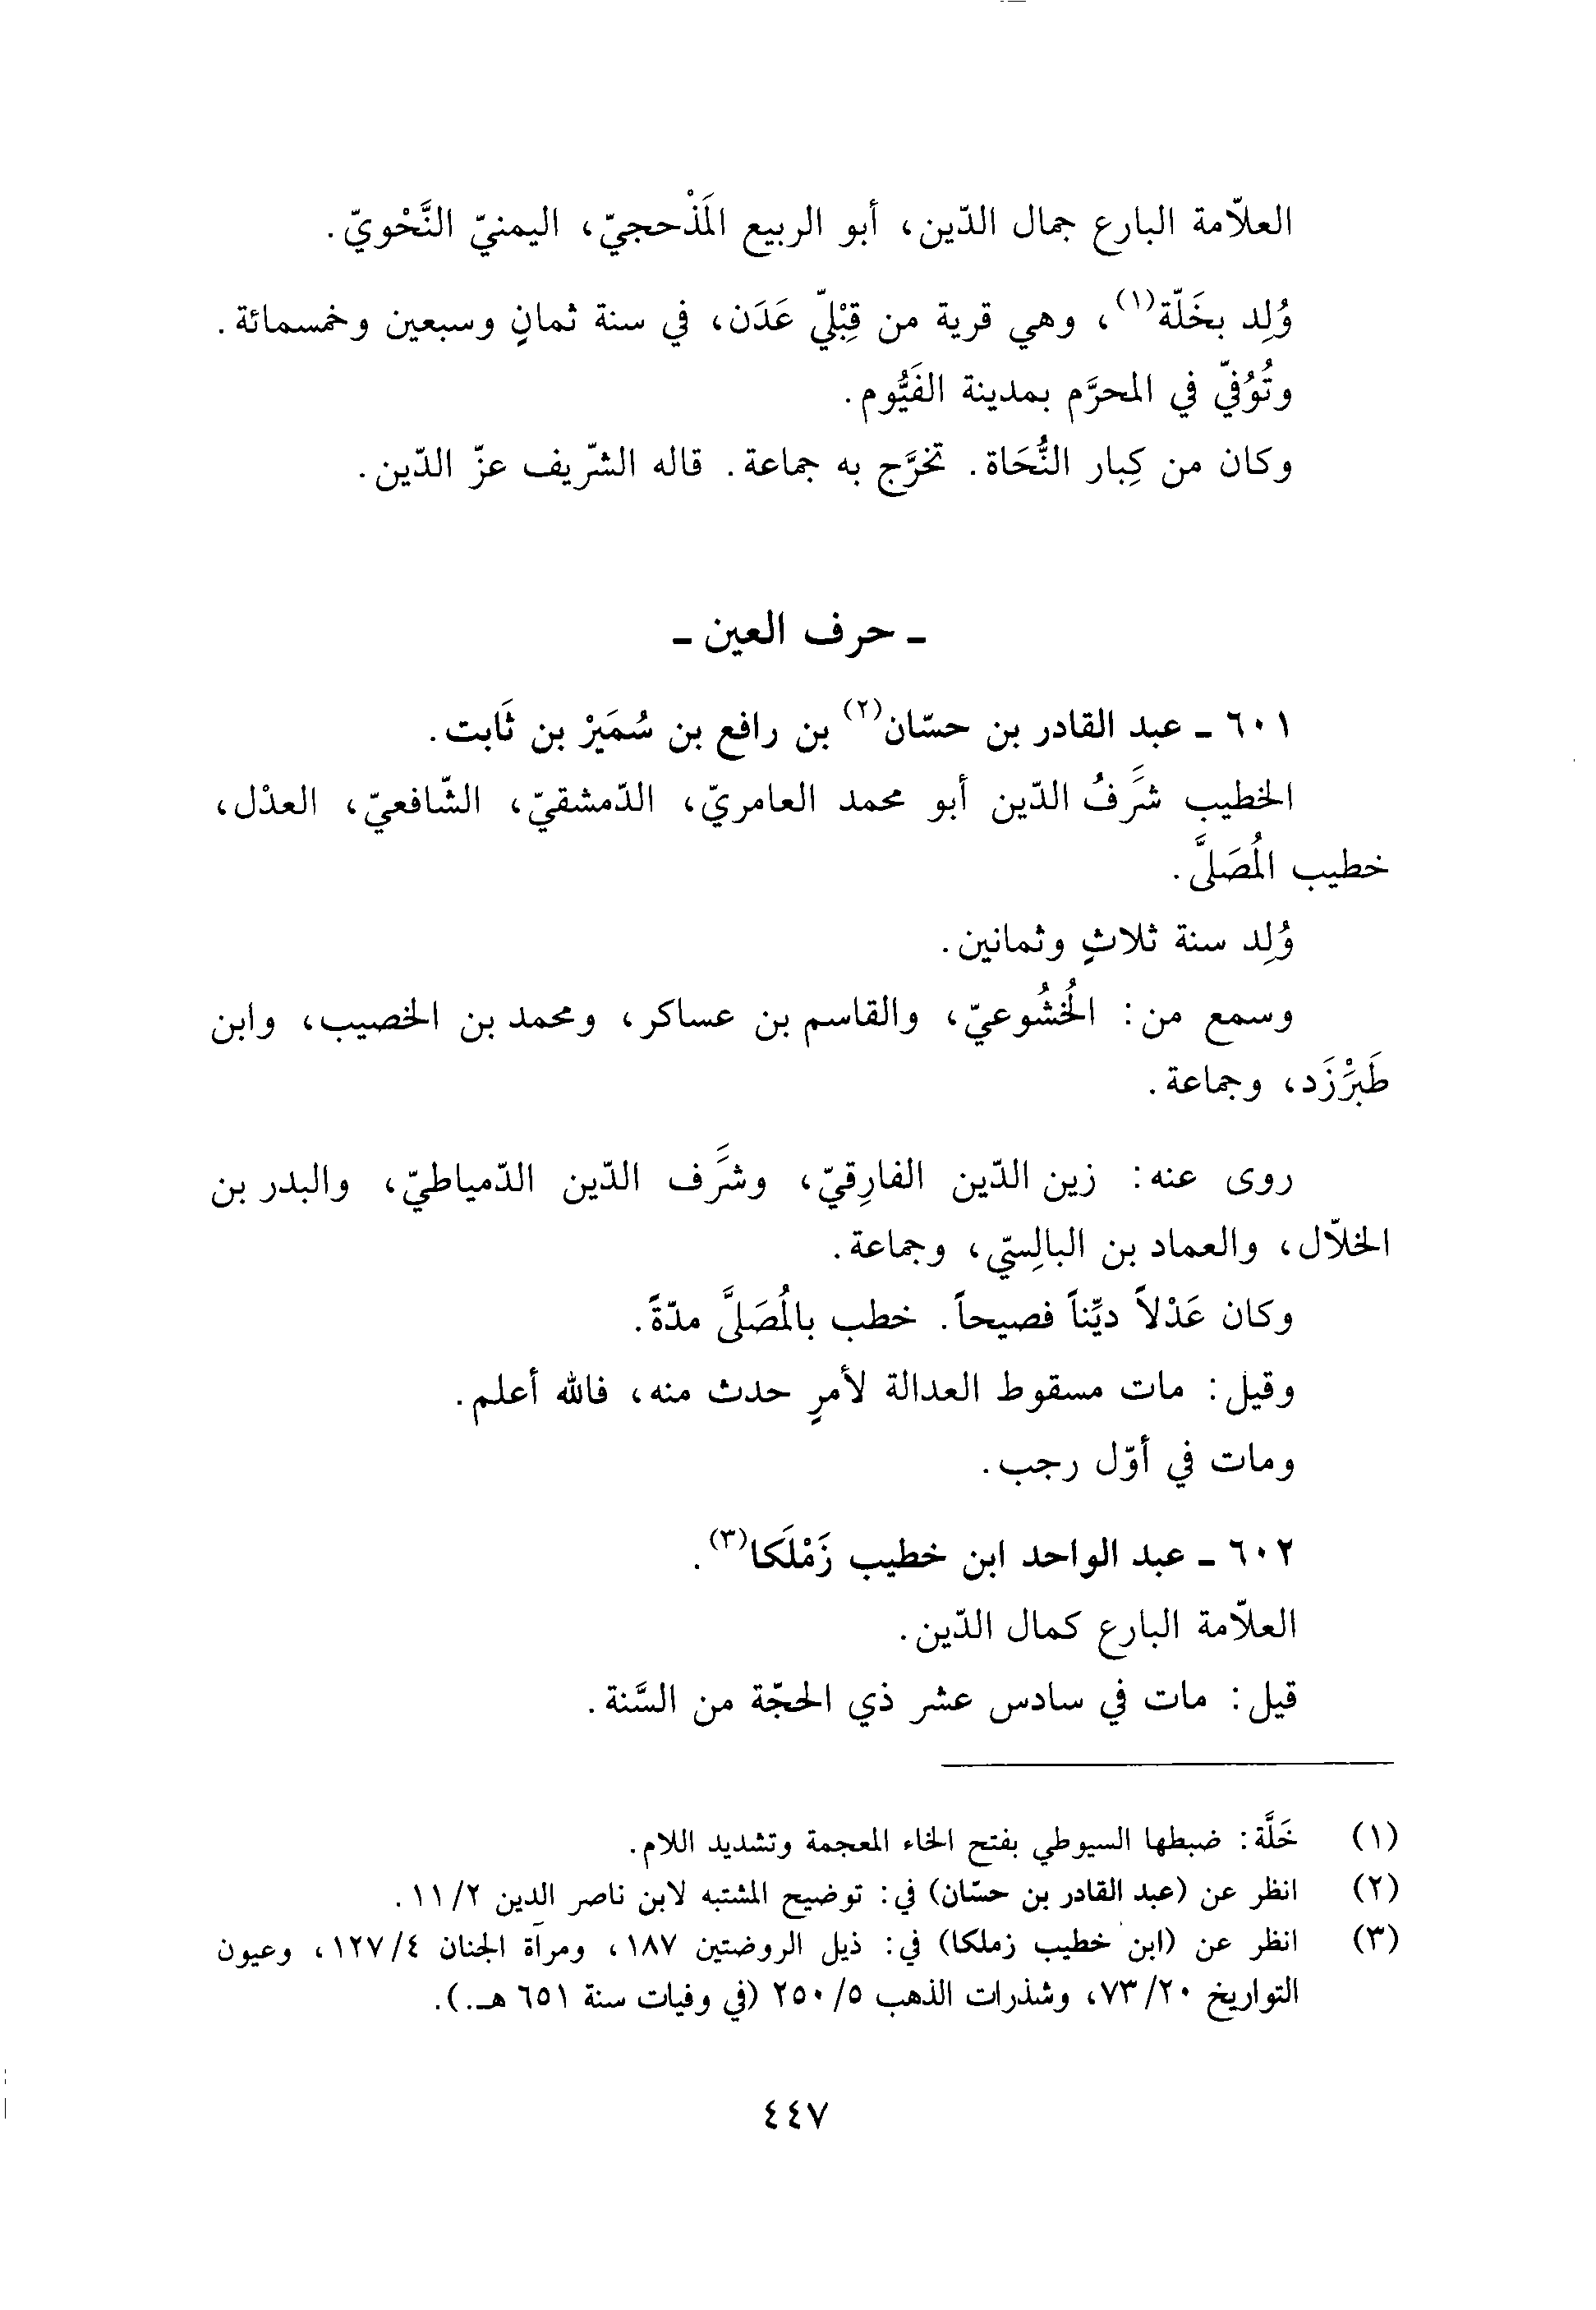 العلاّمة البارع جمال الدّين، أبو الربيع المَذْحجيّ، اليمنيّ النَّحْويّ.
وُلِد بخَلّة(١)، وهي قرية من قِبْليّ عَدَن، في سنة ثمانٍ وسبعين وخمسمائة.
وتُوُفيّ في المحرَّم بمدينة الفَيُّوم.
وكان من كِبار النُّحَاة. تخرَّج به جماعة. قاله الشّريف عزّ الدّين.
ـ حرف العين ـ
٦٠١ ـ عبد القادر بن حسّان(٢) بن رافع بن سُمَيرْ بن ثَابت.
الخطيب شَرَفُ الدّين أبو محمد العامريّ، الدّمشقيّ، الشّافعيّ، العدْل،
خطيب المُصَلىَّ.
وُلِد سنة ثلاثٍ وثمانين.
وسمع من: الخُشُوعيّ، والقاسم بن عساكر، ومحمد بن الخصيب، وابن
طَبَرْزَد، وجماعة.
روى عنه: زين الدّين الفارِقيّ، وشَرَف الدّين الدّمياطيّ، والبدر بن
الخلاّل، والعماد بن البالِسيّ، وجماعة.
وكان عَدْلاً ديِّناً فصيحاً. خطب بالمُصَلىَّ مدّةً.
وقيل: مات مسقوط العدالة لأمرٍ حدث منه، فالله أعلم.
ومات في أوّل رجب.
٦٠٢ ـ عبد الواحد ابن خطيب زَمْلَكا(٣).
العلاّمة البارع كمال الدّين.
قيل: مات في سادس عشر ذي الحجّة من السَّنة.
(١) خَلَّة: ضبطها السيوطي بفتح الخاء المعجمة وتشديد اللام.
(٢) انظر عن (عبد القادر بن حسّان) في: توضيح المشتبه لابن ناصر الدين ١١/٢.
(٣) انظر عن (ابن خطيب زملكا) في: ذيل الروضتين ١٨٧، ومرآة الجنان ١٢٧/٤، وعيون
التواريخ ٧٣/٢٠، وشذرات الذهب ٢٥٠/٥ (في وفيات سنة ٦٥١ هـ.).
٤٤٧